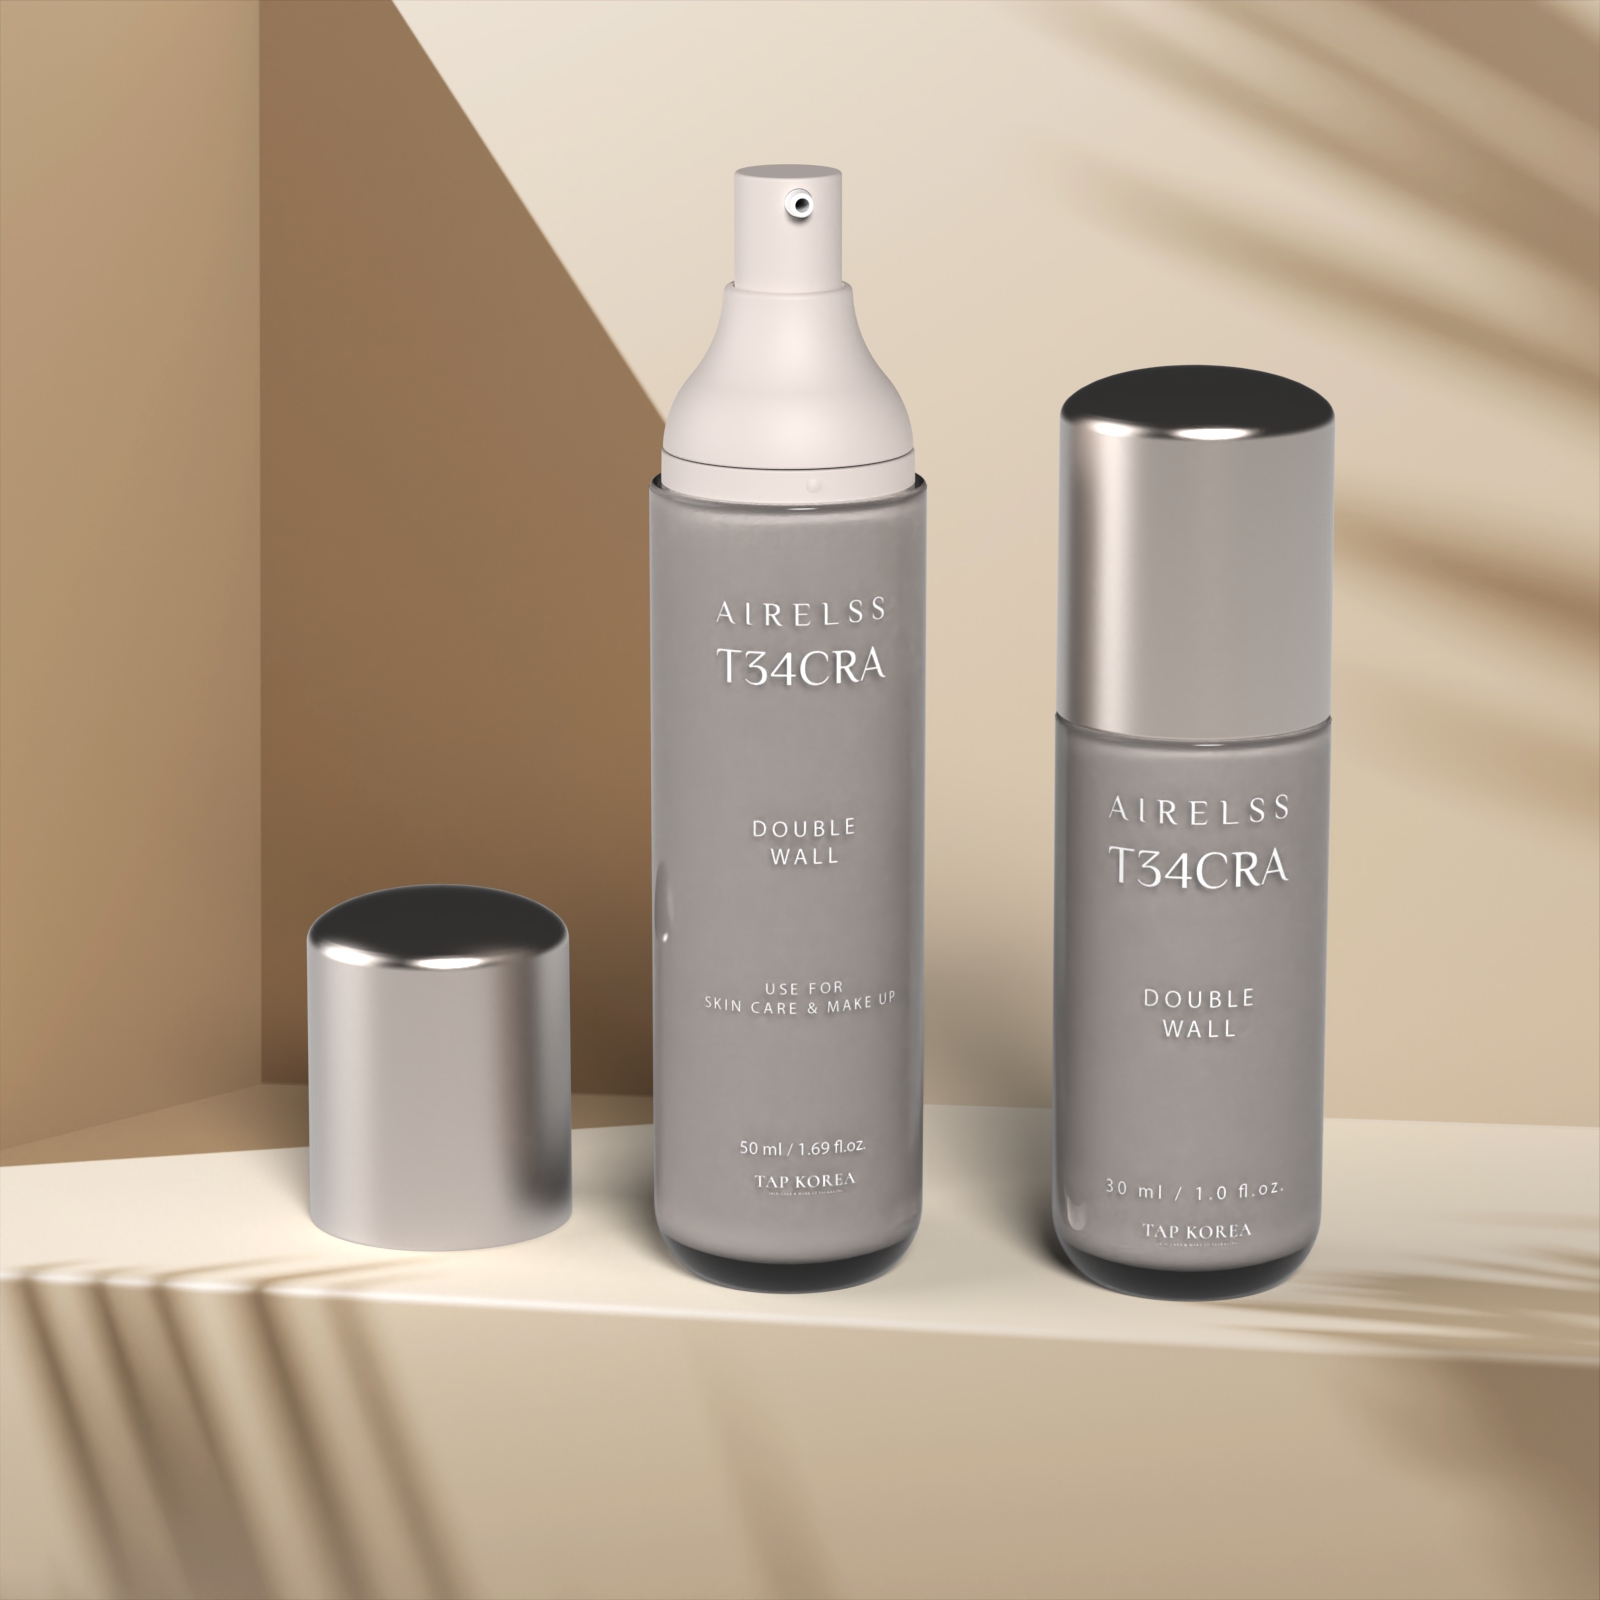 AIRELSS
T34CRA
DOUBLE
WALL
USE FOR
SKIN CARE & MAKE UP
50 ml / 1.69 fl.oz.
TAP KOREA
AIRELSS
T34CRA
DOUBLE
WALL
30 ml / 1.0 fl.oz.
TAP KOREA